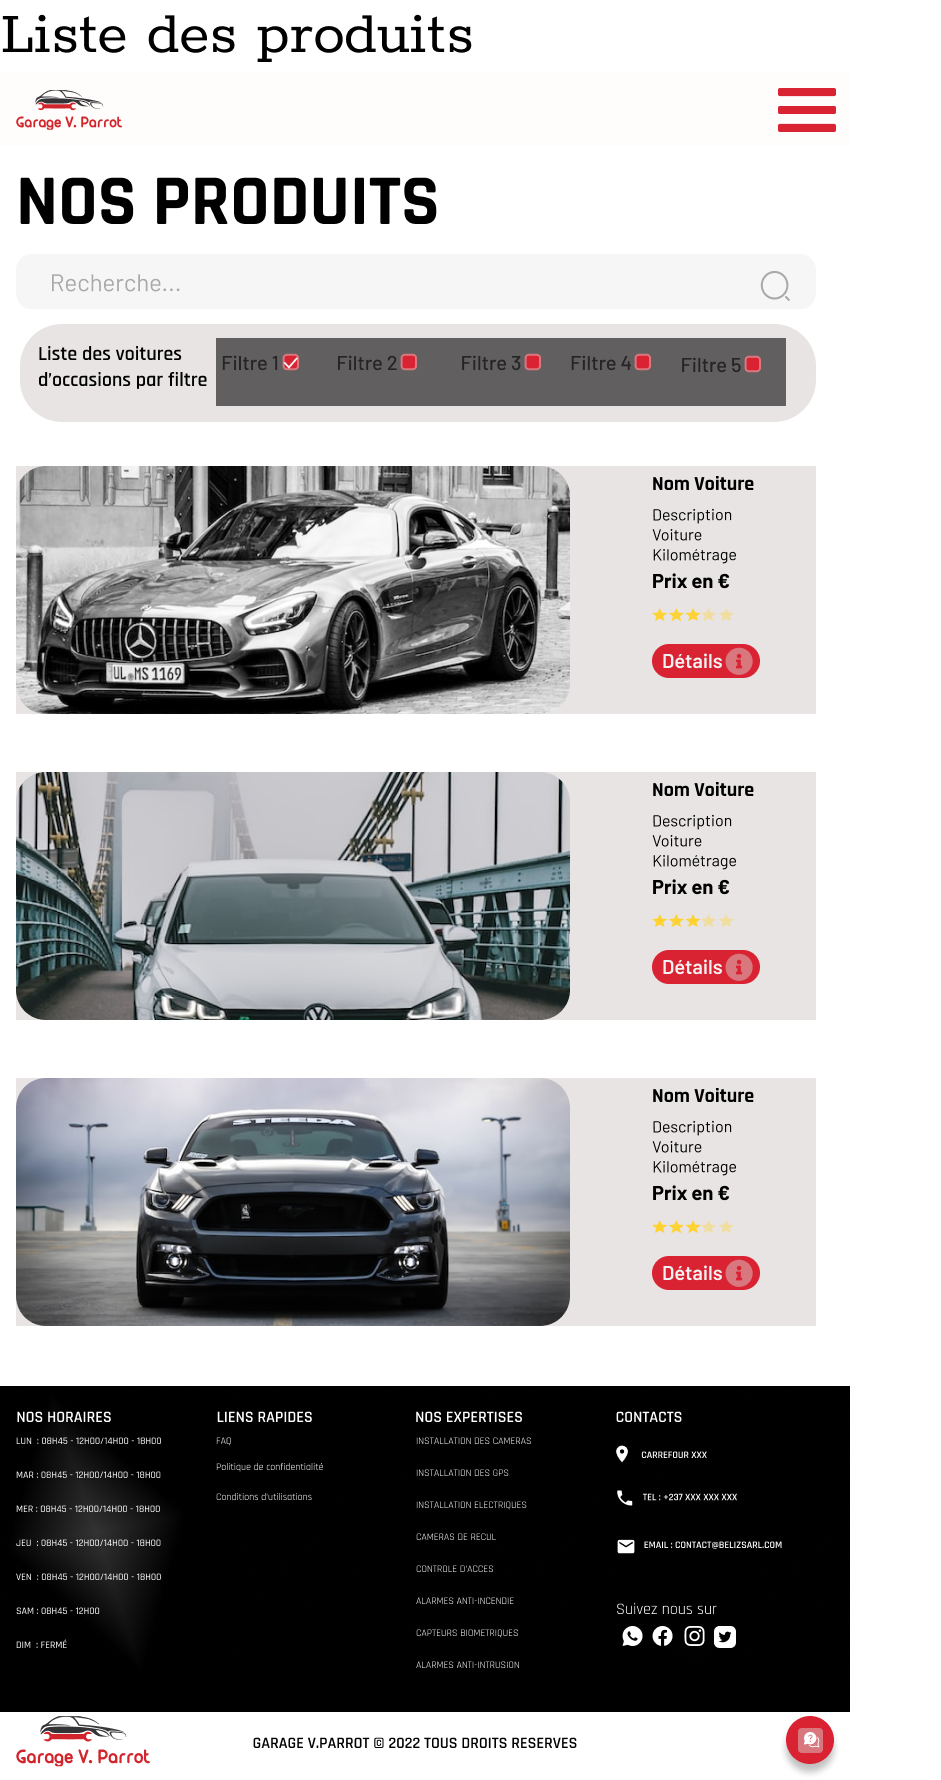 Liste des produits
Garage V. Parrot
NOS PRODUITS
Recherche...
Liste des voitures
d'occasions par filtre
Filtre 1 Filtre 2 Filtre 3 Filtre 4 Filtre 5
Nom Voiture
Description
Voiture
Kilométrage
Prix en €
Détails
UL MS 1169
Nom Voiture
Description
Voiture
Kilométrage
Prix en €
Détails
STEEDA
Nom Voiture
Description
Voiture
Kilométrage
Prix en €
Détails
NOS HORAIRES
LUN : 08H45 - 12H00/14H00 - 18H00
MAR : 08H45 - 12H00/14H00 - 18H00
MER : 08H45 - 12H00/14H00 - 18H00
JEU : 08H45 - 12H00/14H00 - 18H00
VEN : 08H45 - 12H00/14H00 - 18H00
SAM : 08H45 - 12H00
DIM : FERMÉ
LIENS RAPIDES
FAQ
Politique de confidentialité
Conditions d'utilisations
NOS EXPERTISES
INSTALLATION DES CAMERAS
INSTALLATION DES GPS
INSTALLATION ELECTRIQUES
CAMERAS DE RECUL
CONTROLE D'ACCES
ALARMES ANTI-INCENDIE
CAPTEURS BIOMETRIQUES
ALARMES ANTI-INTRUSION
CONTACTS
CARREFOUR XXX
TEL : +237 XXX XXX XXX
EMAIL : CONTACT@BELIZSARL.COM
Suivez nous sur
Garage V. Parrot
GARAGE V.PARROT © 2022 TOUS DROITS RESERVES